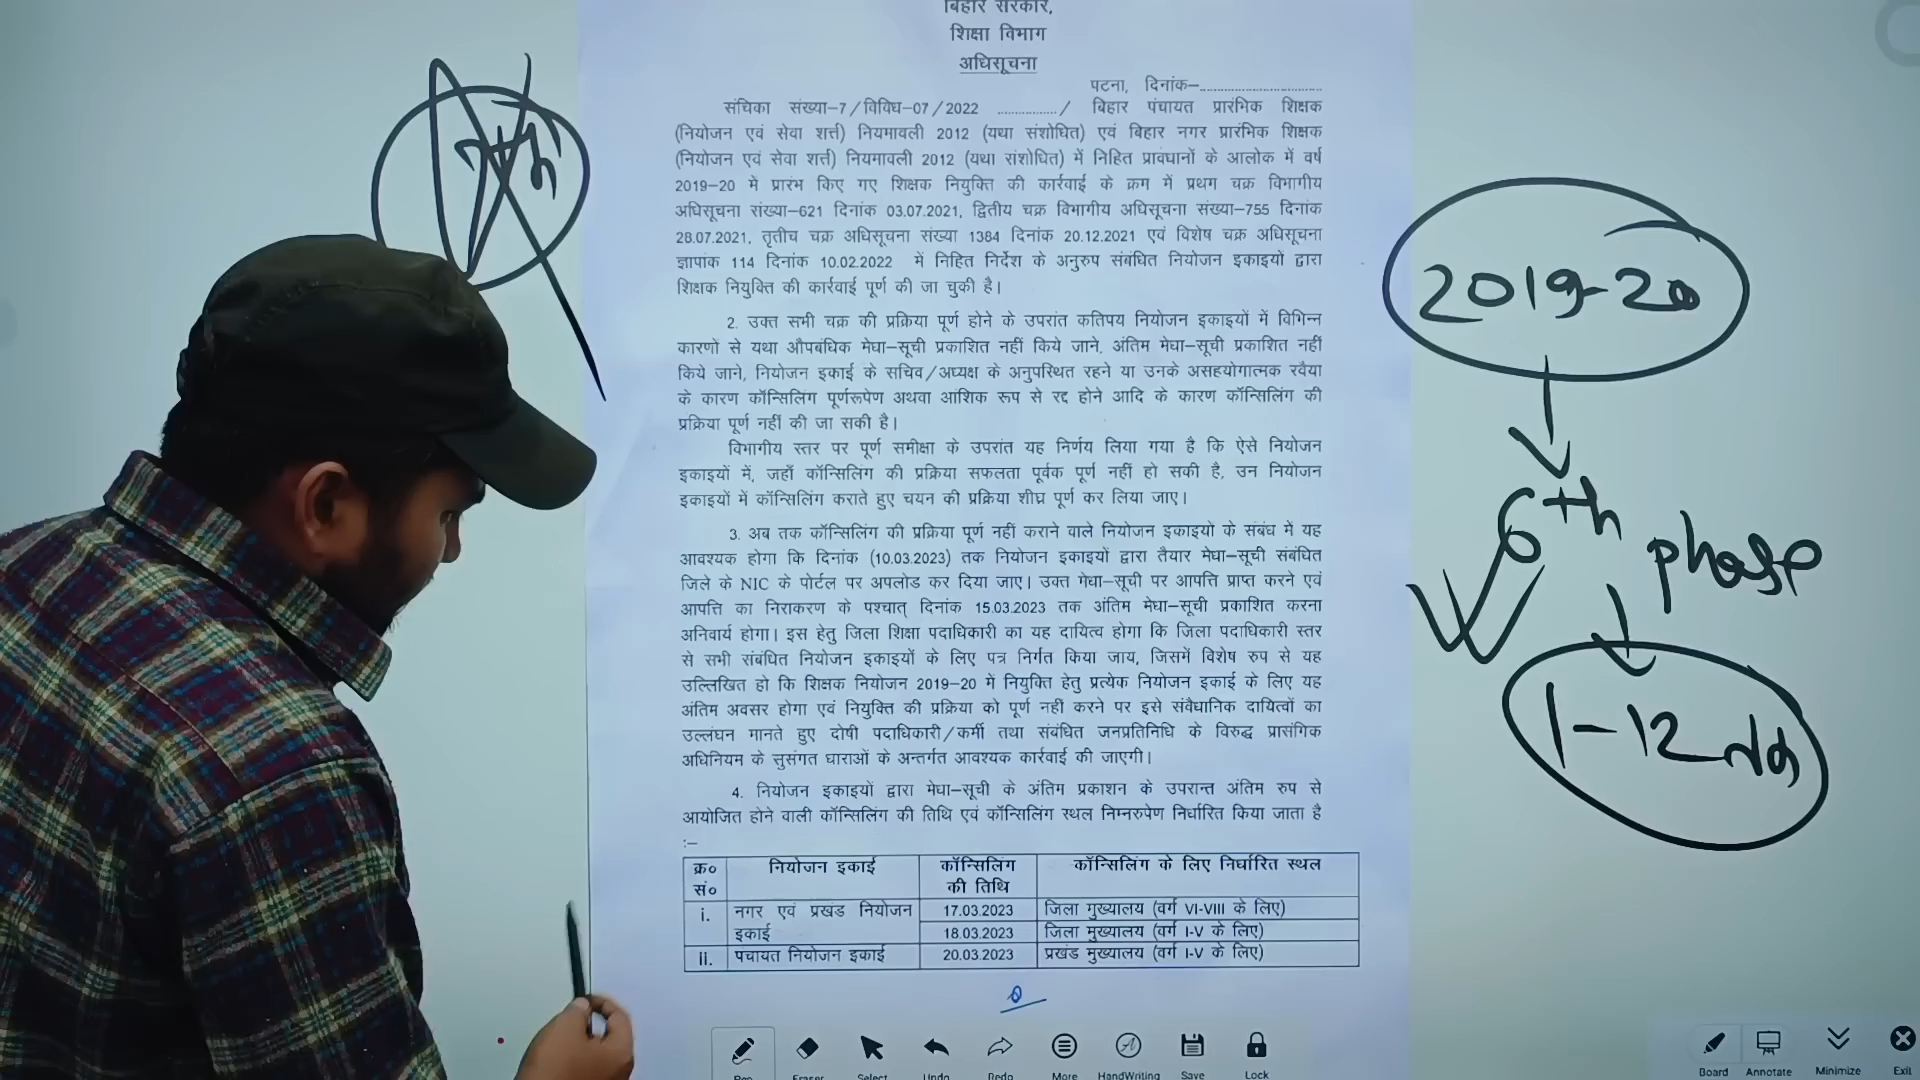 बिहार सरकार,
शिक्षा विभाग
अधिसूचना
पटना, दिनांक–..............................
संचिका संख्या–7/विविध–07/2022 ............../ बिहार पंचायत प्रारंभिक शिक्षक
(नियोजन एवं सेवा शर्त्त) नियमावली 2012 (यथा संशोधित) एवं बिहार नगर प्रारंभिक शिक्षक
(नियोजन एवं सेवा शर्त्त) नियमावली 2012 (यथा संशोधित) में निहित प्रावधानों के आलोक में वर्ष
2019–20 में प्रारंभ किए गए शिक्षक नियुक्ति की कार्रवाई के क्रम में प्रथम चक्र विभागीय
अधिसूचना संख्या–621 दिनांक 03.07.2021, द्वितीय चक्र विभागीय अधिसूचना संख्या–755 दिनांक
28.07.2021, तृतीच चक्र अधिसूचना संख्या 1384 दिनांक 20.12.2021 एवं विशेष चक्र अधिसूचना
ज्ञापांक 114 दिनांक 10.02.2022 में निहित निर्देश के अनुरुप संबंधित नियोजन इकाइयों द्वारा
शिक्षक नियुक्ति की कार्रवाई पूर्ण की जा चुकी है।
2. उक्त सभी चक्र की प्रक्रिया पूर्ण होने के उपरांत कतिपय नियोजन इकाइयों में विभिन्न
कारणों से यथा औपबंधिक मेघा–सूची प्रकाशित नहीं किये जाने, अंतिम मेघा–सूची प्रकाशित नहीं
किये जाने, नियोजन इकाई के सचिव/अध्यक्ष के अनुपस्थित रहने या उनके असहयोगात्मक रवैया
के कारण कॉन्सिलिंग पूर्णरूपेण अथवा आंशिक रूप से रद्द होने आदि के कारण कॉन्सिलिंग की
प्रक्रिया पूर्ण नहीं की जा सकी है।
विभागीय स्तर पर पूर्ण समीक्षा के उपरांत यह निर्णय लिया गया है कि ऐसे नियोजन
इकाइयों में, जहाँ कॉन्सिलिंग की प्रक्रिया सफलता पूर्वक पूर्ण नहीं हो सकी है, उन नियोजन
इकाइयों में कॉन्सिलिंग कराते हुए चयन की प्रक्रिया शीघ्र पूर्ण कर लिया जाए।
3. अब तक कॉन्सिलिंग की प्रक्रिया पूर्ण नहीं कराने वाले नियोजन इकाइयो के संबंध में यह
आवश्यक होगा कि दिनांक (10.03.2023) तक नियोजन इकाइयों द्वारा तैयार मेघा–सूची संबंधित
जिले के NIC के पोर्टल पर अपलोड कर दिया जाए। उक्त मेघा–सूची पर आपत्ति प्राप्त करने एवं
आपत्ति का निराकरण के पश्चात् दिनांक 15.03.2023 तक अंतिम मेघा–सूची प्रकाशित करना
अनिवार्य होगा। इस हेतु जिला शिक्षा पदाधिकारी का यह दायित्व होगा कि जिला पदाधिकारी स्तर
से सभी संबंधित नियोजन इकाइयों के लिए पत्र निर्गत किया जाय, जिसमें विशेष रुप से यह
उल्लिखित हो कि शिक्षक नियोजन 2019–20 में नियुक्ति हेतु प्रत्येक नियोजन इकाई के लिए यह
अंतिम अवसर होगा एवं नियुक्ति की प्रक्रिया को पूर्ण नहीं करने पर इसे संवैधानिक दायित्वों का
उल्लंघन मानते हुए दोषी पदाधिकारी/कर्मी तथा संबंधित जनप्रतिनिधि के विरुद्ध प्रासंगिक
अधिनियम के सुसंगत धाराओं के अन्तर्गत आवश्यक कार्रवाई की जाएगी।
4. नियोजन इकाइयों द्वारा मेघा–सूची के अंतिम प्रकाशन के उपरान्त अंतिम रुप से
आयोजित होने वाली कॉन्सिलिंग की तिथि एवं कॉन्सिलिंग स्थल निम्नरुपेण निर्धारित किया जाता है
:–
क्र० सं० नियोजन इकाई कॉन्सिलिंग की तिथि कॉन्सिलिंग के लिए निर्धारित स्थल
i. नगर एवं प्रखंड नियोजन इकाई 17.03.2023 जिला मुख्यालय (वर्ग VI-VIII के लिए)
18.03.2023 जिला मुख्यालय (वर्ग I-V के लिए)
ii. पंचायत नियोजन इकाई 20.03.2023 प्रखंड मुख्यालय (वर्ग I-V के लिए)
2019-20
6th phase
1-12 तक
Pen Eraser Select Undo Redo More HandWriting Save Lock
Board Annotate Minimize Exit